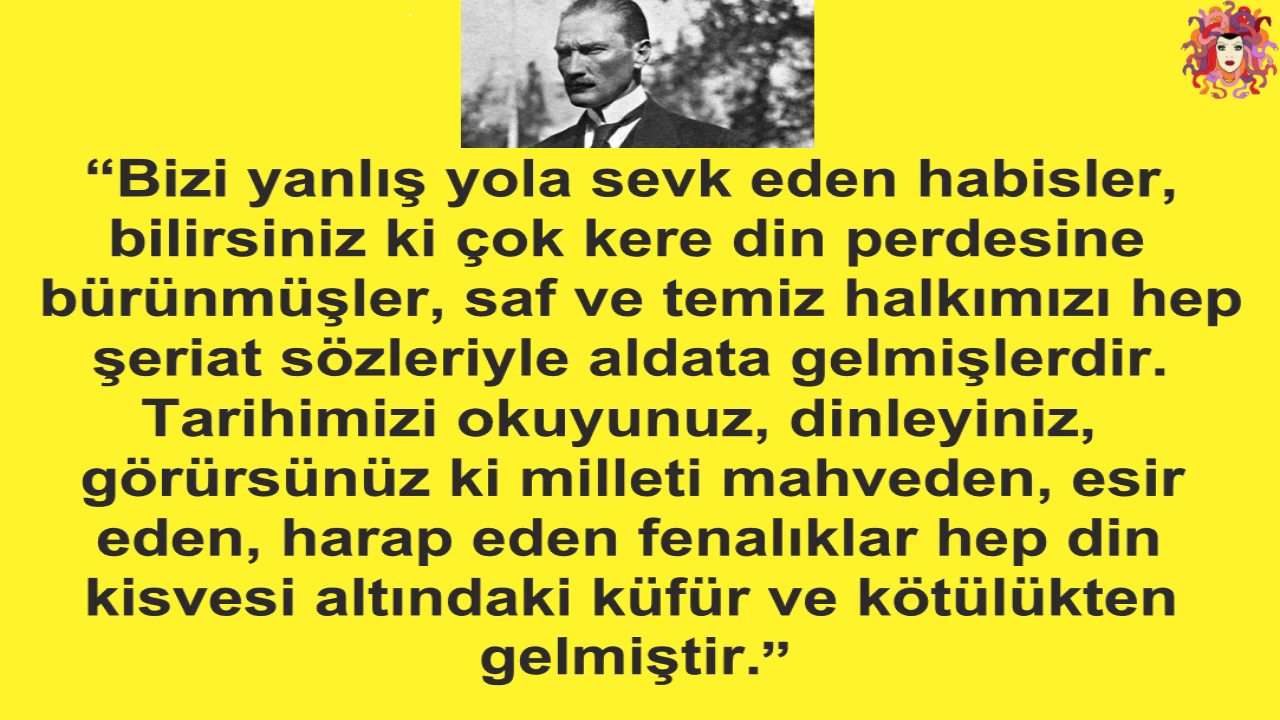 “Bizi yanlış yola sevk eden habisler,
bilirsiniz ki çok kere din perdesine
bürünmüşler, saf ve temiz halkımızı hep
şeriat sözleriyle aldata gelmişlerdir.
Tarihimizi okuyunuz, dinleyiniz,
görürsünüz ki milleti mahveden, esir
eden, harap eden fenalıklar hep din
kisvesi altındaki küfür ve kötülükten
gelmiştir.”